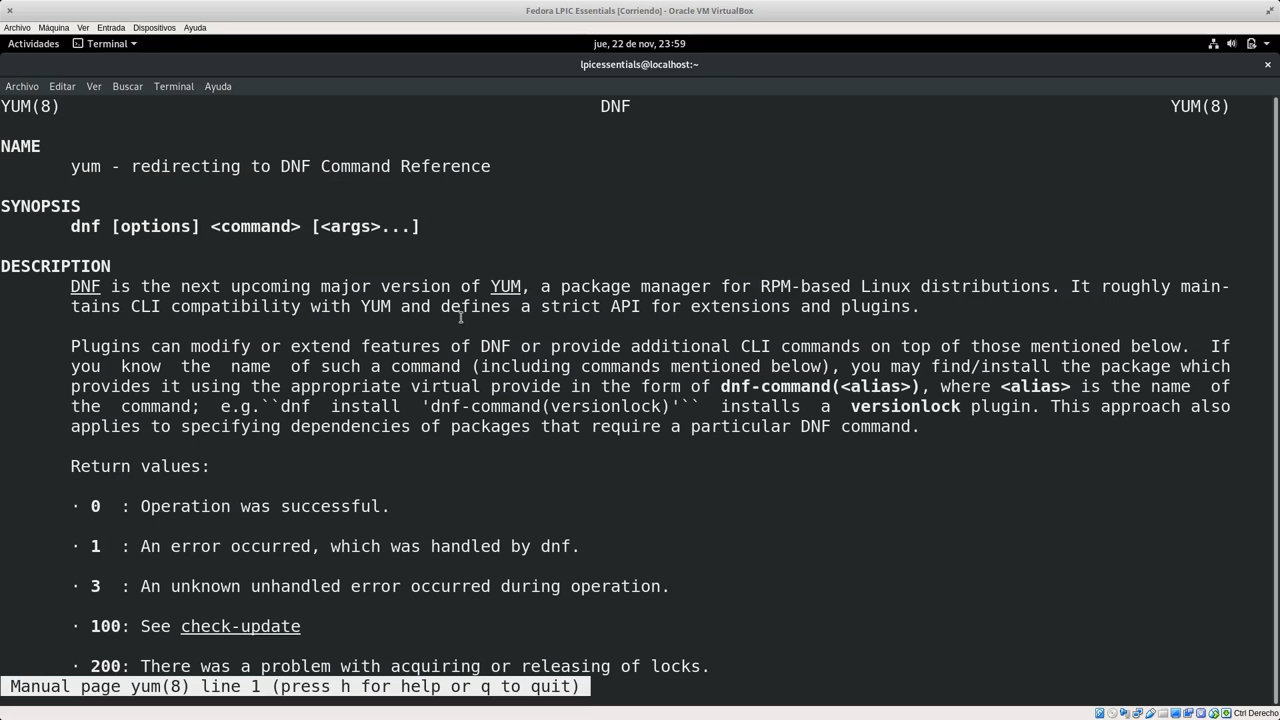 Fedora LPIC Essentials [Corriendo] - Oracle VM VirtualBox
Archivo Máquina Ver Entrada Dispositivos Ayuda
Actividades Terminal jue, 22 de nov, 23:59
lpicessentials@localhost:~
Archivo Editar Ver Buscar Terminal Ayuda
YUM(8) DNF YUM(8)
NAME
yum - redirecting to DNF Command Reference
SYNOPSIS
dnf [options] <command> [<args>...]
DESCRIPTION
DNF is the next upcoming major version of YUM, a package manager for RPM-based Linux distributions. It roughly main-
tains CLI compatibility with YUM and defines a strict API for extensions and plugins.
Plugins can modify or extend features of DNF or provide additional CLI commands on top of those mentioned below. If
you know the name of such a command (including commands mentioned below), you may find/install the package which
provides it using the appropriate virtual provide in the form of dnf-command(<alias>), where <alias> is the name of
the command; e.g.``dnf install 'dnf-command(versionlock)'`` installs a versionlock plugin. This approach also
applies to specifying dependencies of packages that require a particular DNF command.
Return values:
· 0 : Operation was successful.
· 1 : An error occurred, which was handled by dnf.
· 3 : An unknown unhandled error occurred during operation.
· 100: See check-update
· 200: There was a problem with acquiring or releasing of locks.
Manual page yum(8) line 1 (press h for help or q to quit)
Ctrl Derecho